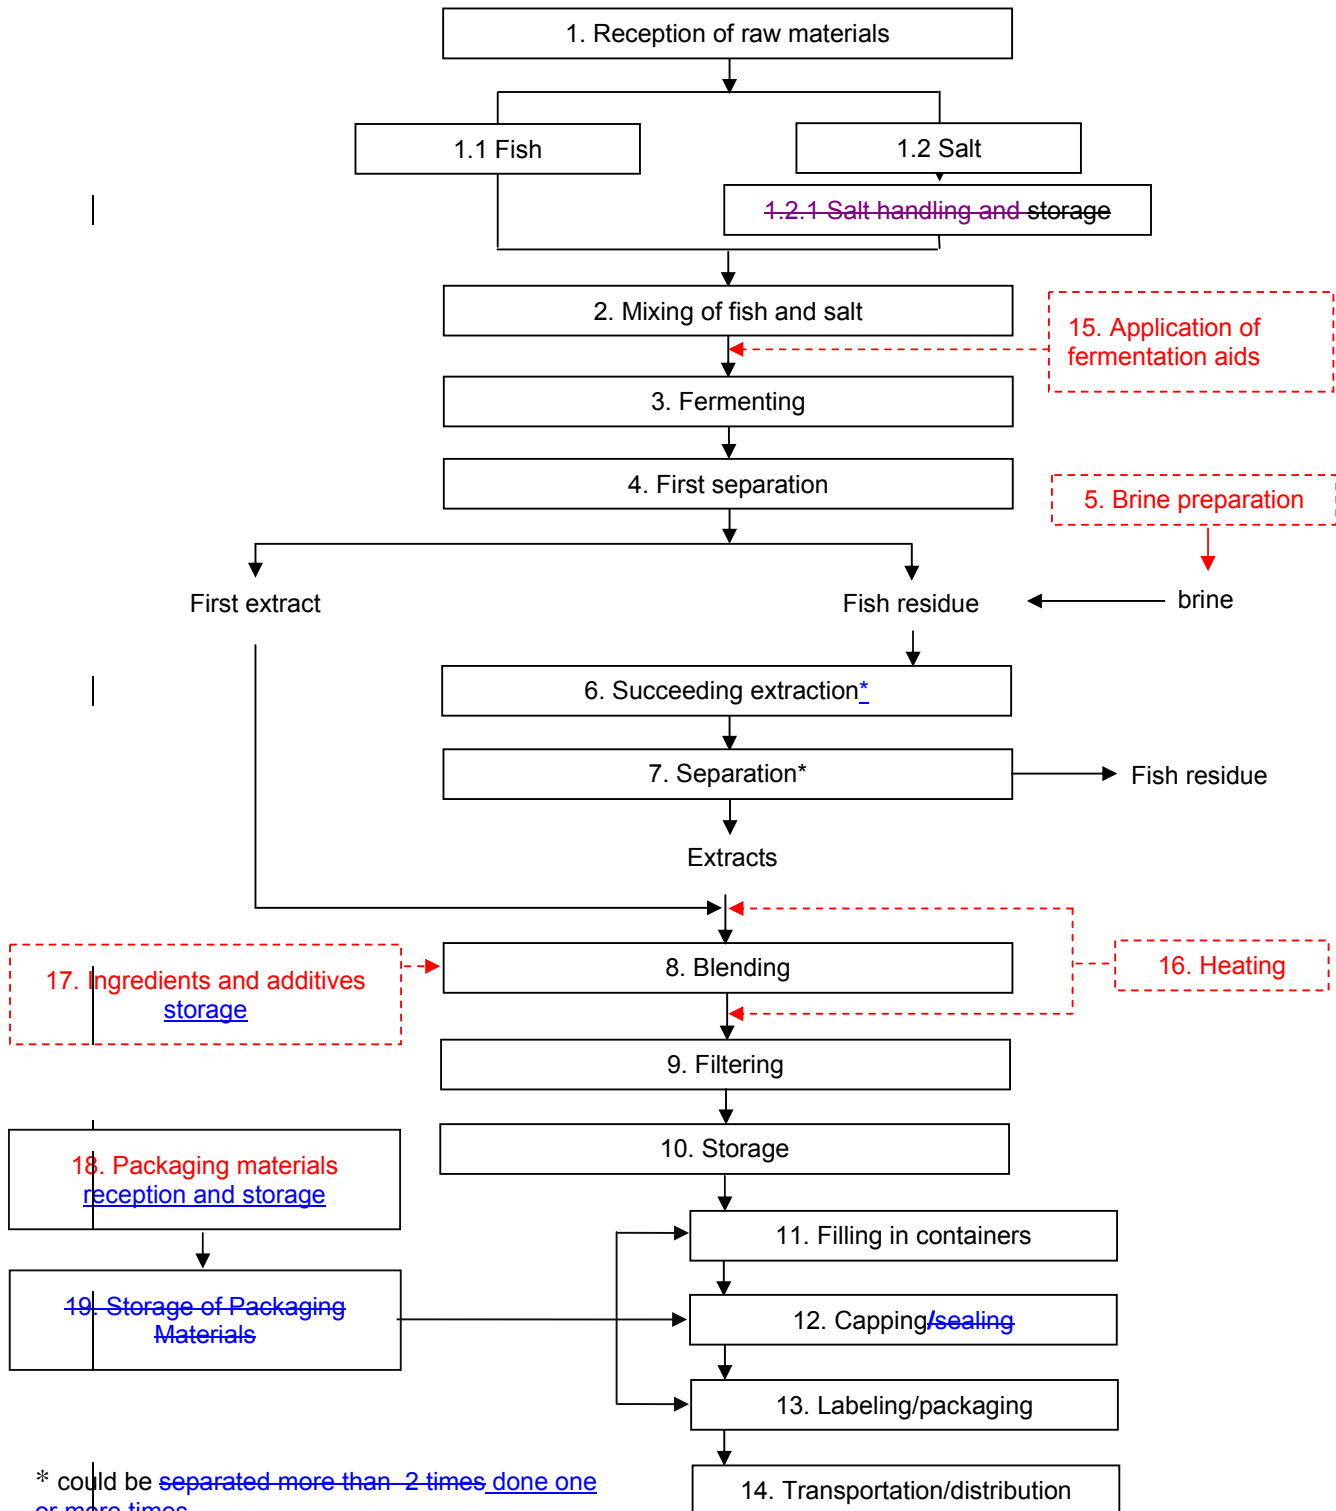 1. Reception of raw materials
1.1 Fish
1.2 Salt
1.2.1 Salt handling and storage
2. Mixing of fish and salt
15. Application of
fermentation aids
3. Fermenting
4. First separation
5. Brine preparation
First extract
Fish residue
brine
6. Succeeding extraction*
7. Separation*
Fish residue
Extracts
17. Ingredients and additives
storage
8. Blending
16. Heating
9. Filtering
18. Packaging materials
reception and storage
10. Storage
11. Filling in containers
19. Storage of Packaging
Materials
12. Capping/sealing
13. Labeling/packaging
* could be separated more than 2 times done one
or more times
14. Transportation/distribution